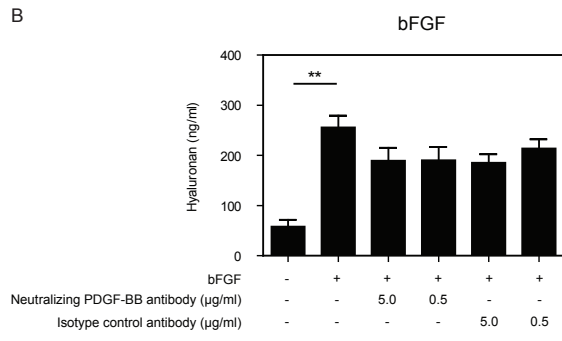 B
bFGF
400
**
300
200
100
0
Hyaluronan (ng/ml)
bFGF - + + + + +
Neutralizing PDGF-BB antibody (µg/ml) - - 5.0 0.5 - -
Isotype control antibody (µg/ml) - - - - 5.0 0.5